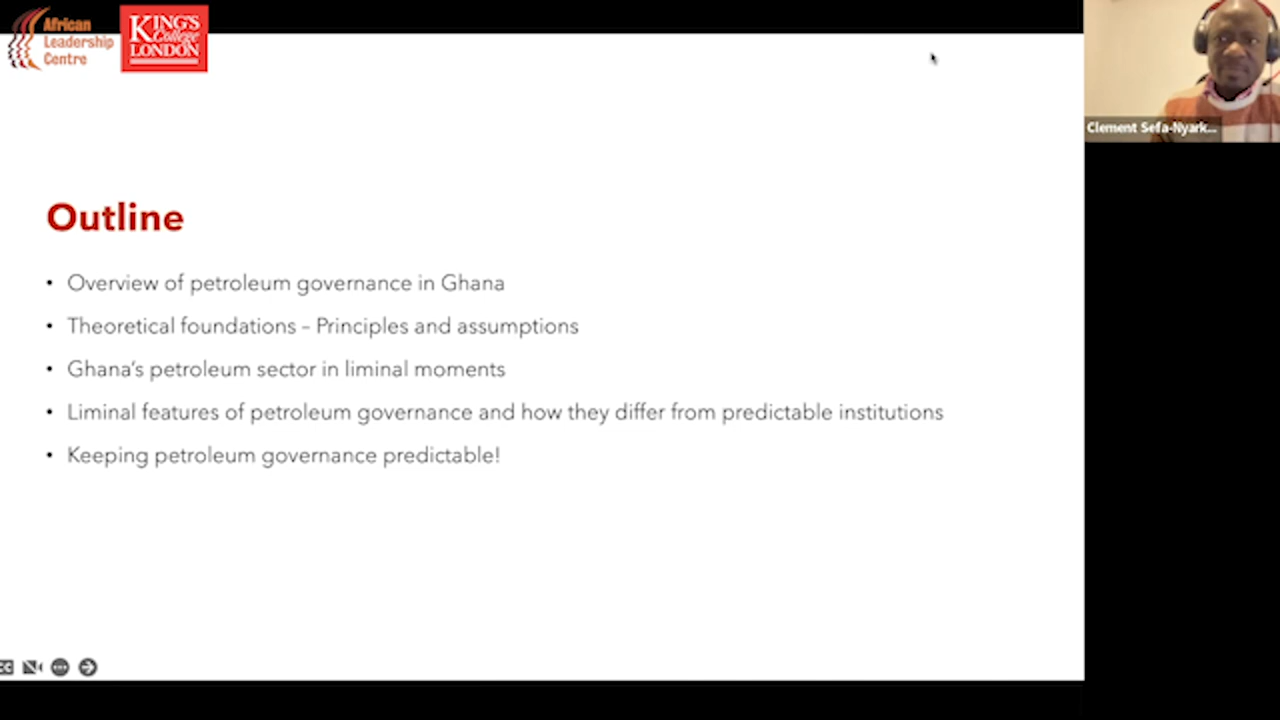 African
Leadership
Centre
KING'S
College
LONDON
Clement Sefa-Nyark...
Outline
• Overview of petroleum governance in Ghana
• Theoretical foundations – Principles and assumptions
• Ghana's petroleum sector in liminal moments
• Liminal features of petroleum governance and how they differ from predictable institutions
• Keeping petroleum governance predictable!
CC